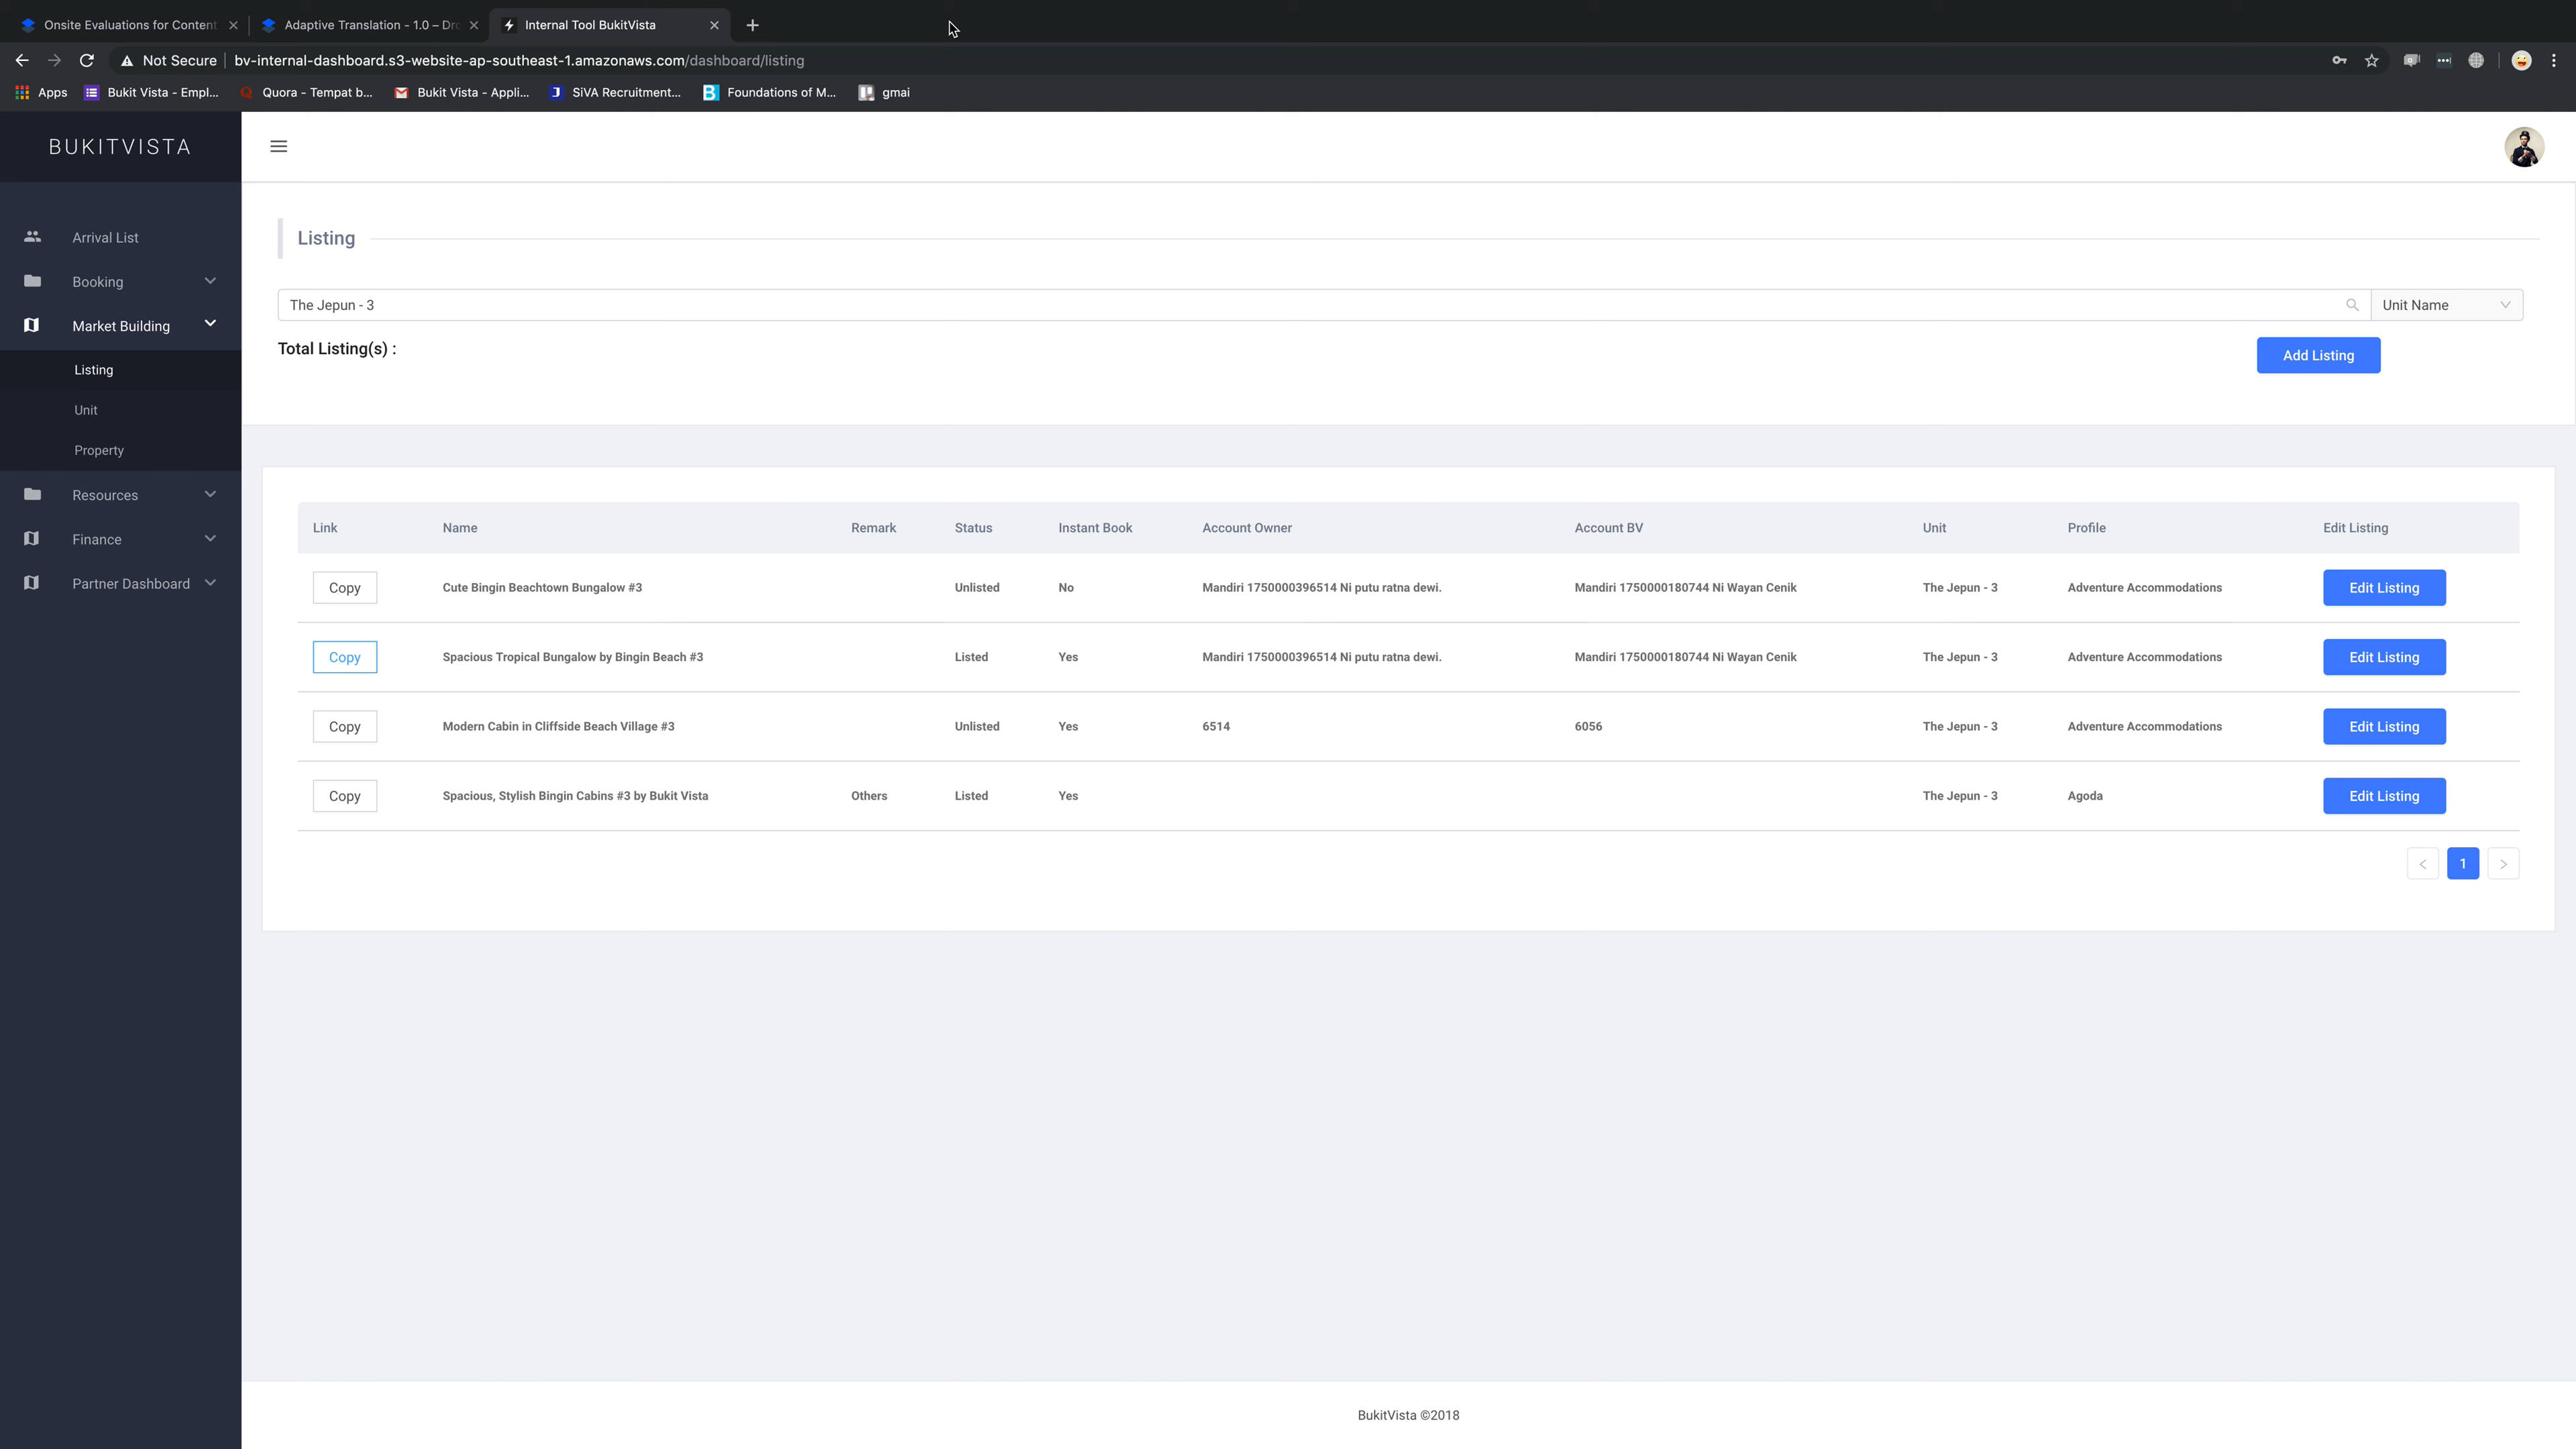 Onsite Evaluations for Content
Adaptive Translation - 1.0 – Dro
Internal Tool BukitVista
Not Secure
bv-internal-dashboard.s3-website-ap-southeast-1.amazonaws.com/dashboard/listing
Apps
Bukit Vista - Empl...
Quora - Tempat b...
Bukit Vista - Appli...
SiVA Recruitment...
Foundations of M...
gmai
BUKITVISTA
Arrival List
Booking
Market Building
Listing
Unit
Property
Resources
Finance
Partner Dashboard
Listing
The Jepun - 3
Unit Name
Total Listing(s) :
Add Listing
Link Name Remark Status Instant Book Account Owner Account BV Unit Profile Edit Listing
Copy Cute Bingin Beachtown Bungalow #3 Unlisted No Mandiri 1750000396514 Ni putu ratna dewi. Mandiri 1750000180744 Ni Wayan Cenik The Jepun - 3 Adventure Accommodations Edit Listing
Copy Spacious Tropical Bungalow by Bingin Beach #3 Listed Yes Mandiri 1750000396514 Ni putu ratna dewi. Mandiri 1750000180744 Ni Wayan Cenik The Jepun - 3 Adventure Accommodations Edit Listing
Copy Modern Cabin in Cliffside Beach Village #3 Unlisted Yes 6514 6056 The Jepun - 3 Adventure Accommodations Edit Listing
Copy Spacious, Stylish Bingin Cabins #3 by Bukit Vista Others Listed Yes The Jepun - 3 Agoda Edit Listing
< 1 >
BukitVista ©2018